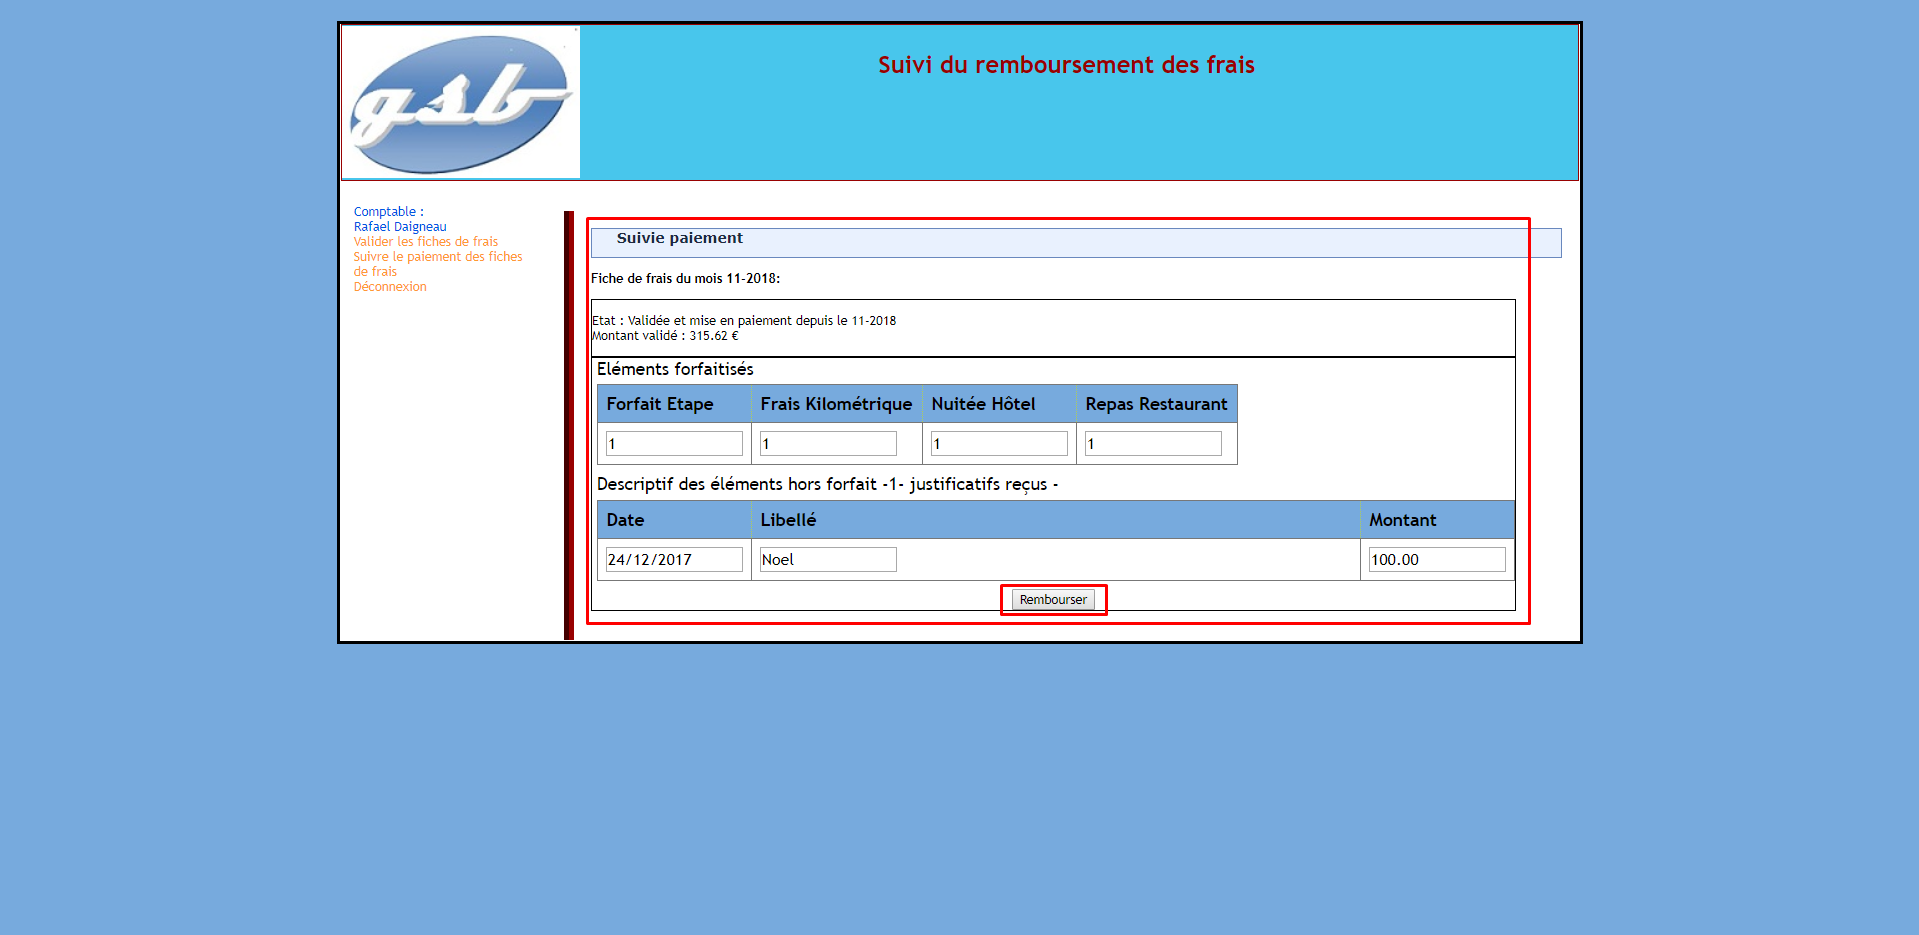 gsb
Suivi du remboursement des frais
Comptable :
Rafael Daigneau
Valider les fiches de frais
Suivre le paiement des fiches
de frais
Déconnexion
Suivie paiement
Fiche de frais du mois 11-2018:
Etat : Validée et mise en paiement depuis le 11-2018
Montant validé : 315.62 €
Eléments forfaitisés
Forfait Etape Frais Kilométrique Nuitée Hôtel Repas Restaurant
1 1 1 1
Descriptif des éléments hors forfait -1- justificatifs reçus -
Date Libellé Montant
24/12/2017 Noel 100.00
Rembourser